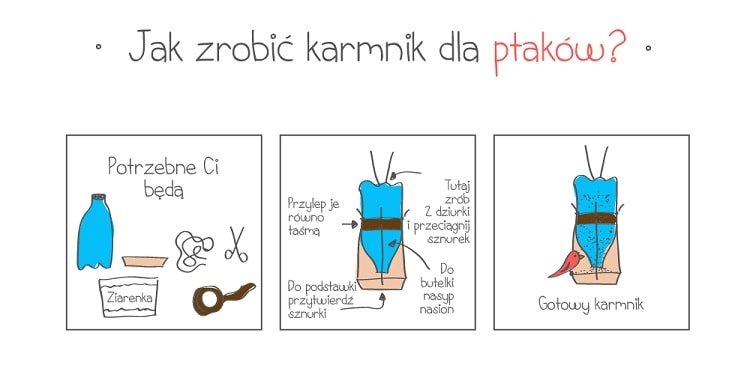 Jak zrobić karmnik dla ptaków?
Potrzebne Ci
będą
Ziarenka
Przylep je
równo
taśmą
Tutaj
zrób
2 dziurki
i przeciągnij
sznurek
Do podstawki
przytwierdź
sznurki
Do
butelki
nasyp
nasion
Gotowy karmnik